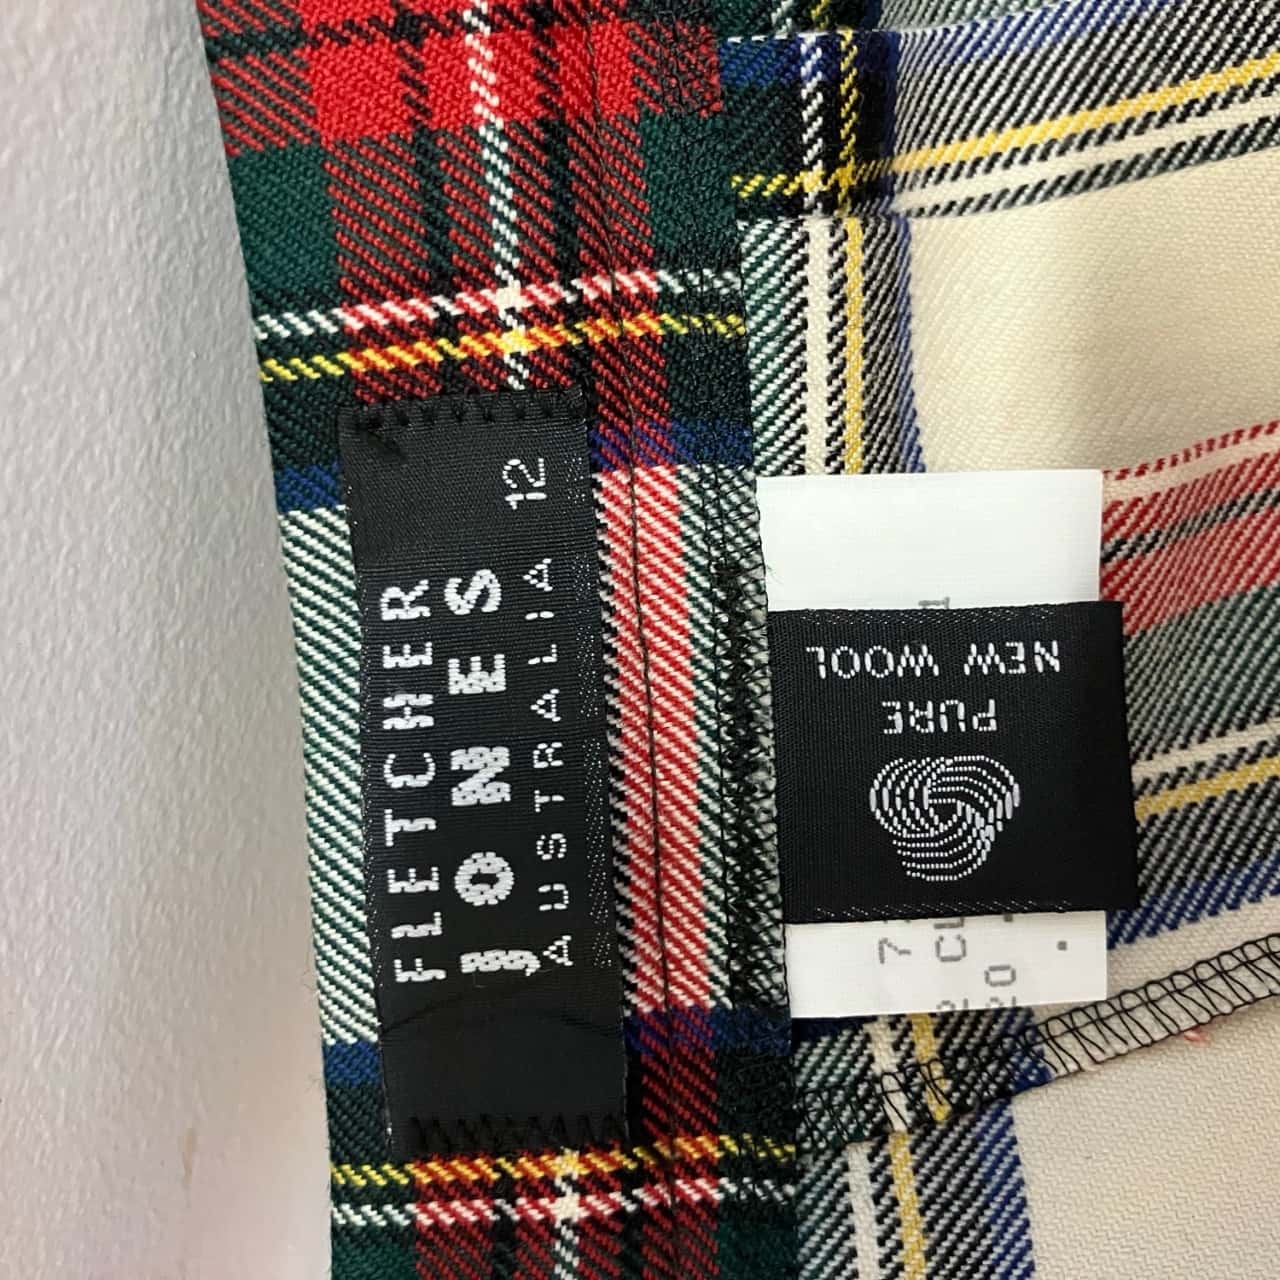 FLETCHER
JONES
AUSTRALIA 12
PURE
NEW WOOL